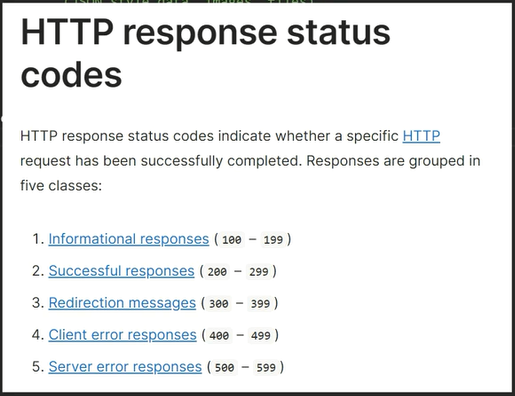 HTTP response status
codes
HTTP response status codes indicate whether a specific HTTP
request has been successfully completed. Responses are grouped in
five classes:
1. Informational responses ( 100 – 199 )
2. Successful responses ( 200 – 299 )
3. Redirection messages ( 300 – 399 )
4. Client error responses ( 400 – 499 )
5. Server error responses ( 500 – 599 )